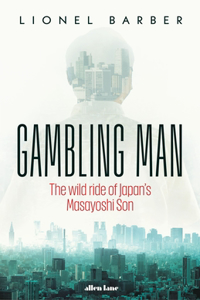 LIONEL BARBER
GAMBLING MAN
The wild ride of Japan's
Masayoshi Son
allen lane